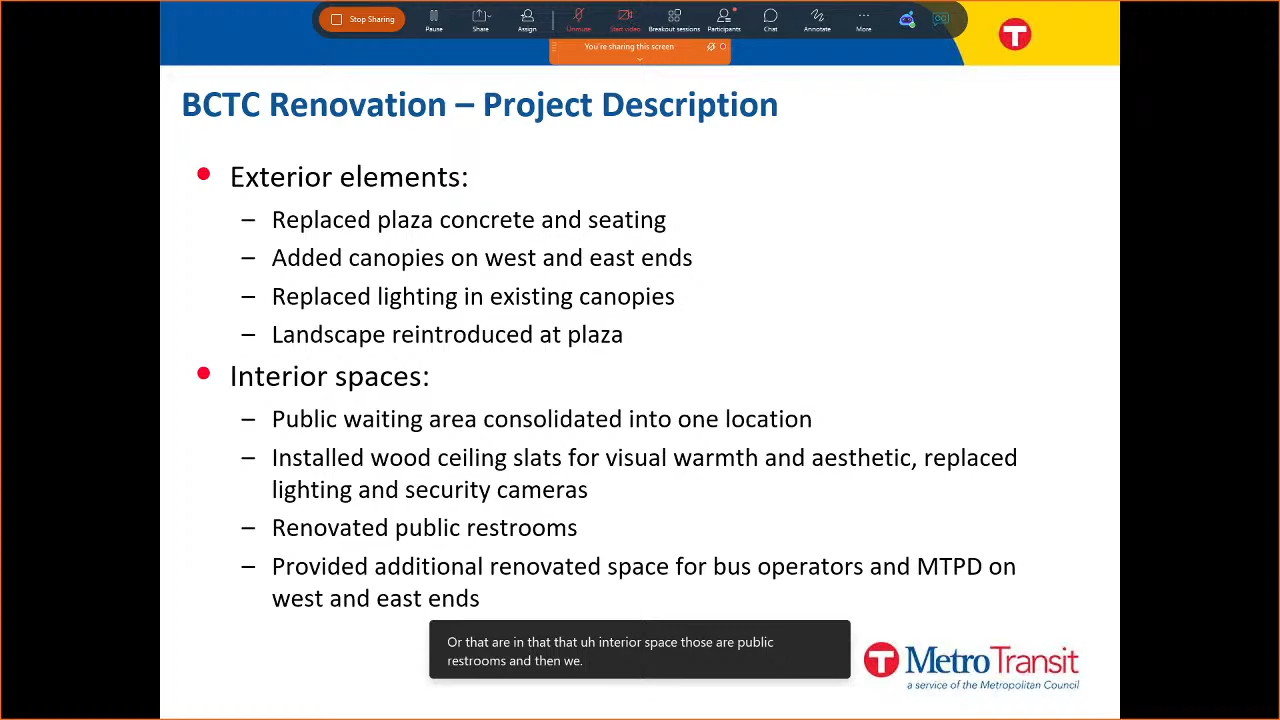 Stop Sharing
Pause
Share
Assign
Unmute
Start video
Breakout sessions
Participants
Chat
Annotate
More
You're sharing this screen
T
BCTC Renovation – Project Description
• Exterior elements:
– Replaced plaza concrete and seating
– Added canopies on west and east ends
– Replaced lighting in existing canopies
– Landscape reintroduced at plaza
• Interior spaces:
– Public waiting area consolidated into one location
– Installed wood ceiling slats for visual warmth and aesthetic, replaced
lighting and security cameras
– Renovated public restrooms
– Provided additional renovated space for bus operators and MTPD on
west and east ends
Or that are in that that uh interior space those are public
restrooms and then we.
T MetroTransit
a service of the Metropolitan Council